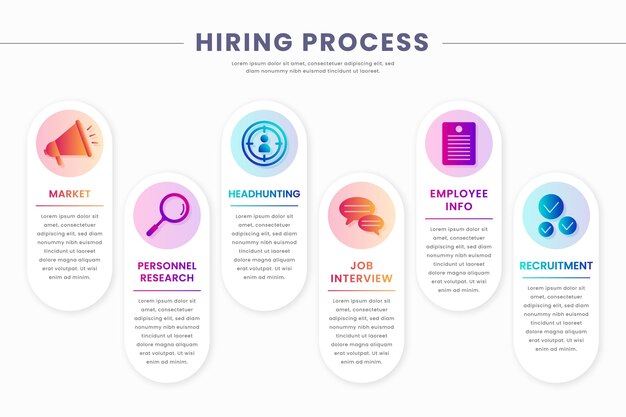 HIRING PROCESS
Lorem ipsum dolor sit amet, consectetuer adipiscing elit, sed
diam nonummy nibh euismod tincidunt ut laoreet.
MARKET
Lorem ipsum dolor
sit amet, consectetur
adipiscing elit, sed
diam nonummy nibh
euismod tincidunt ut
laoreet dolore
magna aliquam
erat volutpat. Ut wisi
enim ad minim.
PERSONNEL
RESEARCH
Lorem ipsum dolor
sit amet, consectetur
adipiscing elit, sed
diam nonummy nibh
euismod tincidunt ut
laoreet dolore
magna aliquam
erat volutpat. Ut wisi
enim ad minim.
HEADHUNTING
Lorem ipsum dolor
sit amet, consectetur
adipiscing elit, sed
diam nonummy nibh
euismod tincidunt ut
laoreet dolore
magna aliquam
erat volutpat. Ut wisi
enim ad minim.
JOB
INTERVIEW
Lorem ipsum dolor
sit amet, consectetur
adipiscing elit, sed
diam nonummy nibh
euismod tincidunt ut
laoreet dolore
magna aliquam
erat volutpat. Ut wisi
enim ad minim.
EMPLOYEE
INFO
Lorem ipsum dolor
sit amet, consectetur
adipiscing elit, sed
diam nonummy nibh
euismod tincidunt ut
laoreet dolore
magna aliquam
erat volutpat. Ut wisi
enim ad minim.
RECRUITMENT
Lorem ipsum dolor
sit amet, consectetur
adipiscing elit, sed
diam nonummy nibh
euismod tincidunt ut
laoreet dolore
magna aliquam
erat volutpat. Ut wisi
enim ad minim.